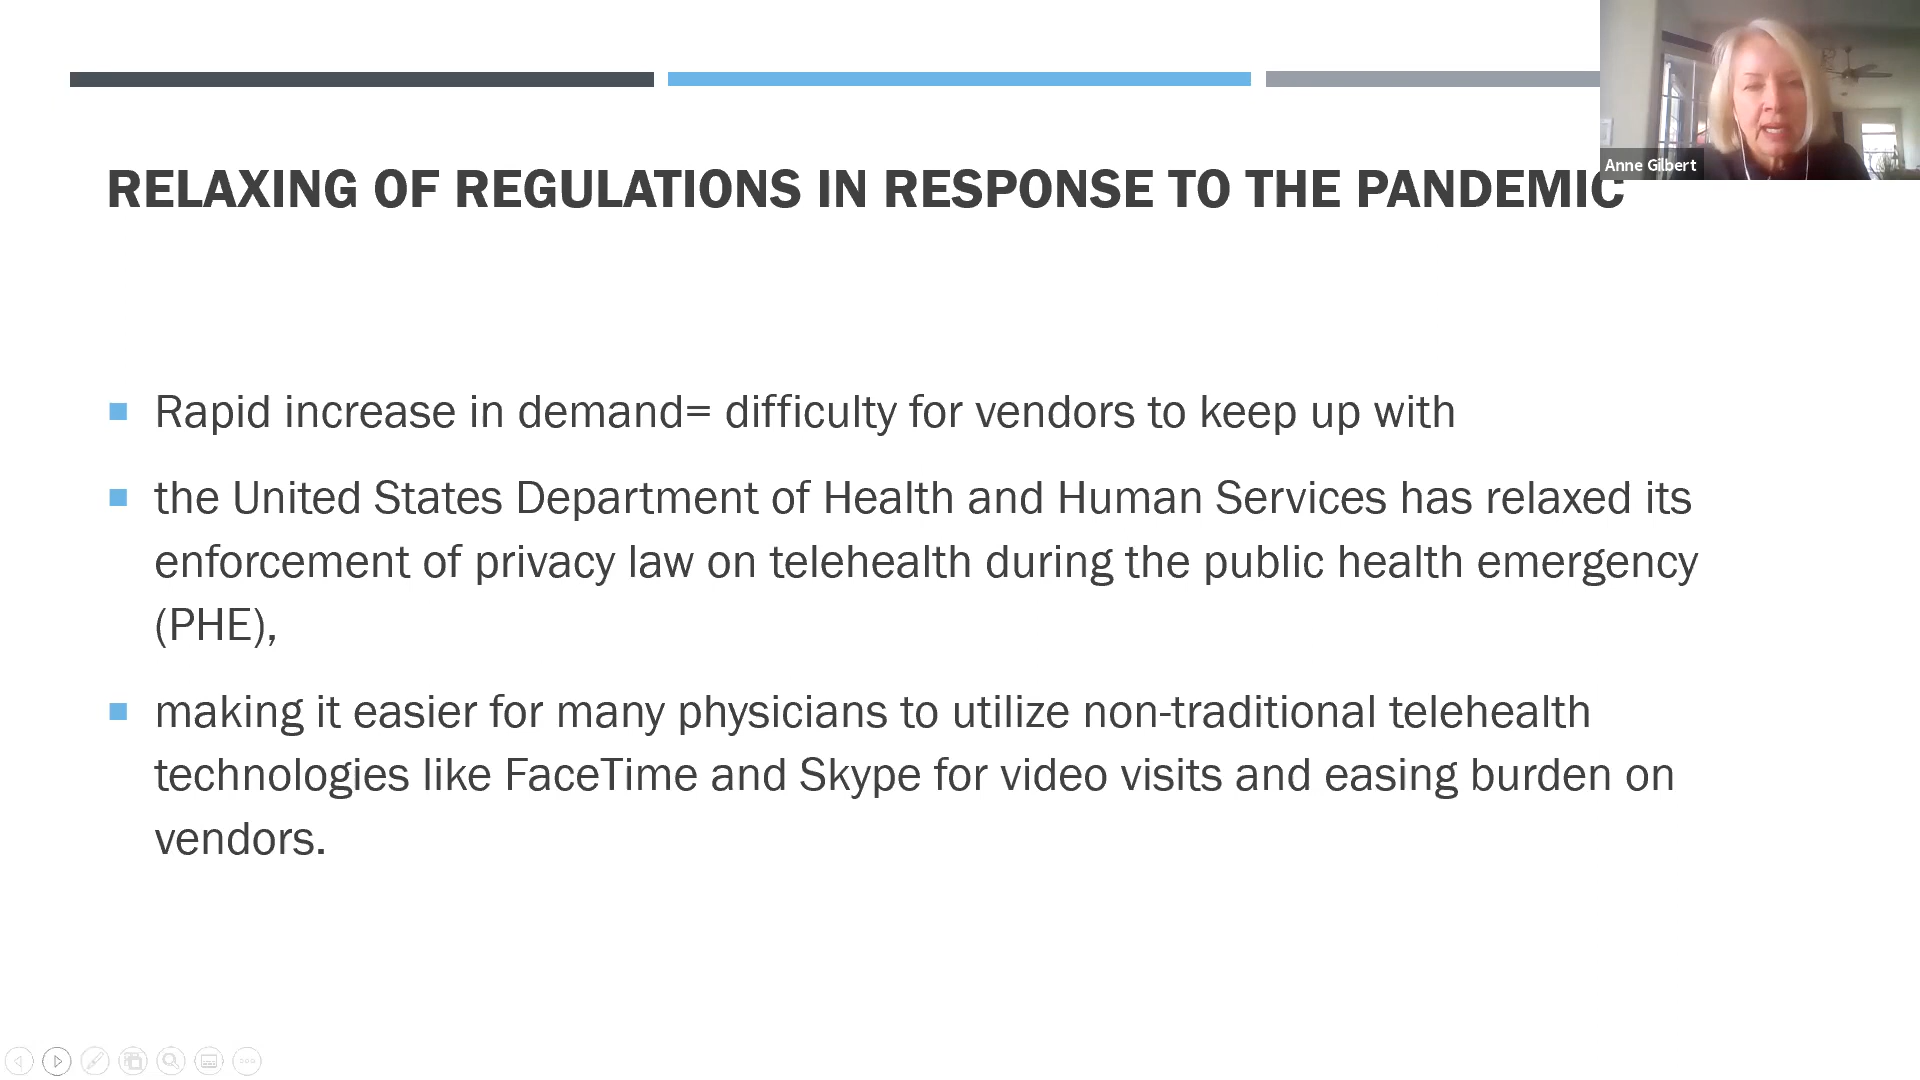 Anne Gilbert
RELAXING OF REGULATIONS IN RESPONSE TO THE PANDEMIC
Rapid increase in demand= difficulty for vendors to keep up with
the United States Department of Health and Human Services has relaxed its
enforcement of privacy law on telehealth during the public health emergency
(PHE),
making it easier for many physicians to utilize non-traditional telehealth
technologies like FaceTime and Skype for video visits and easing burden on
vendors.